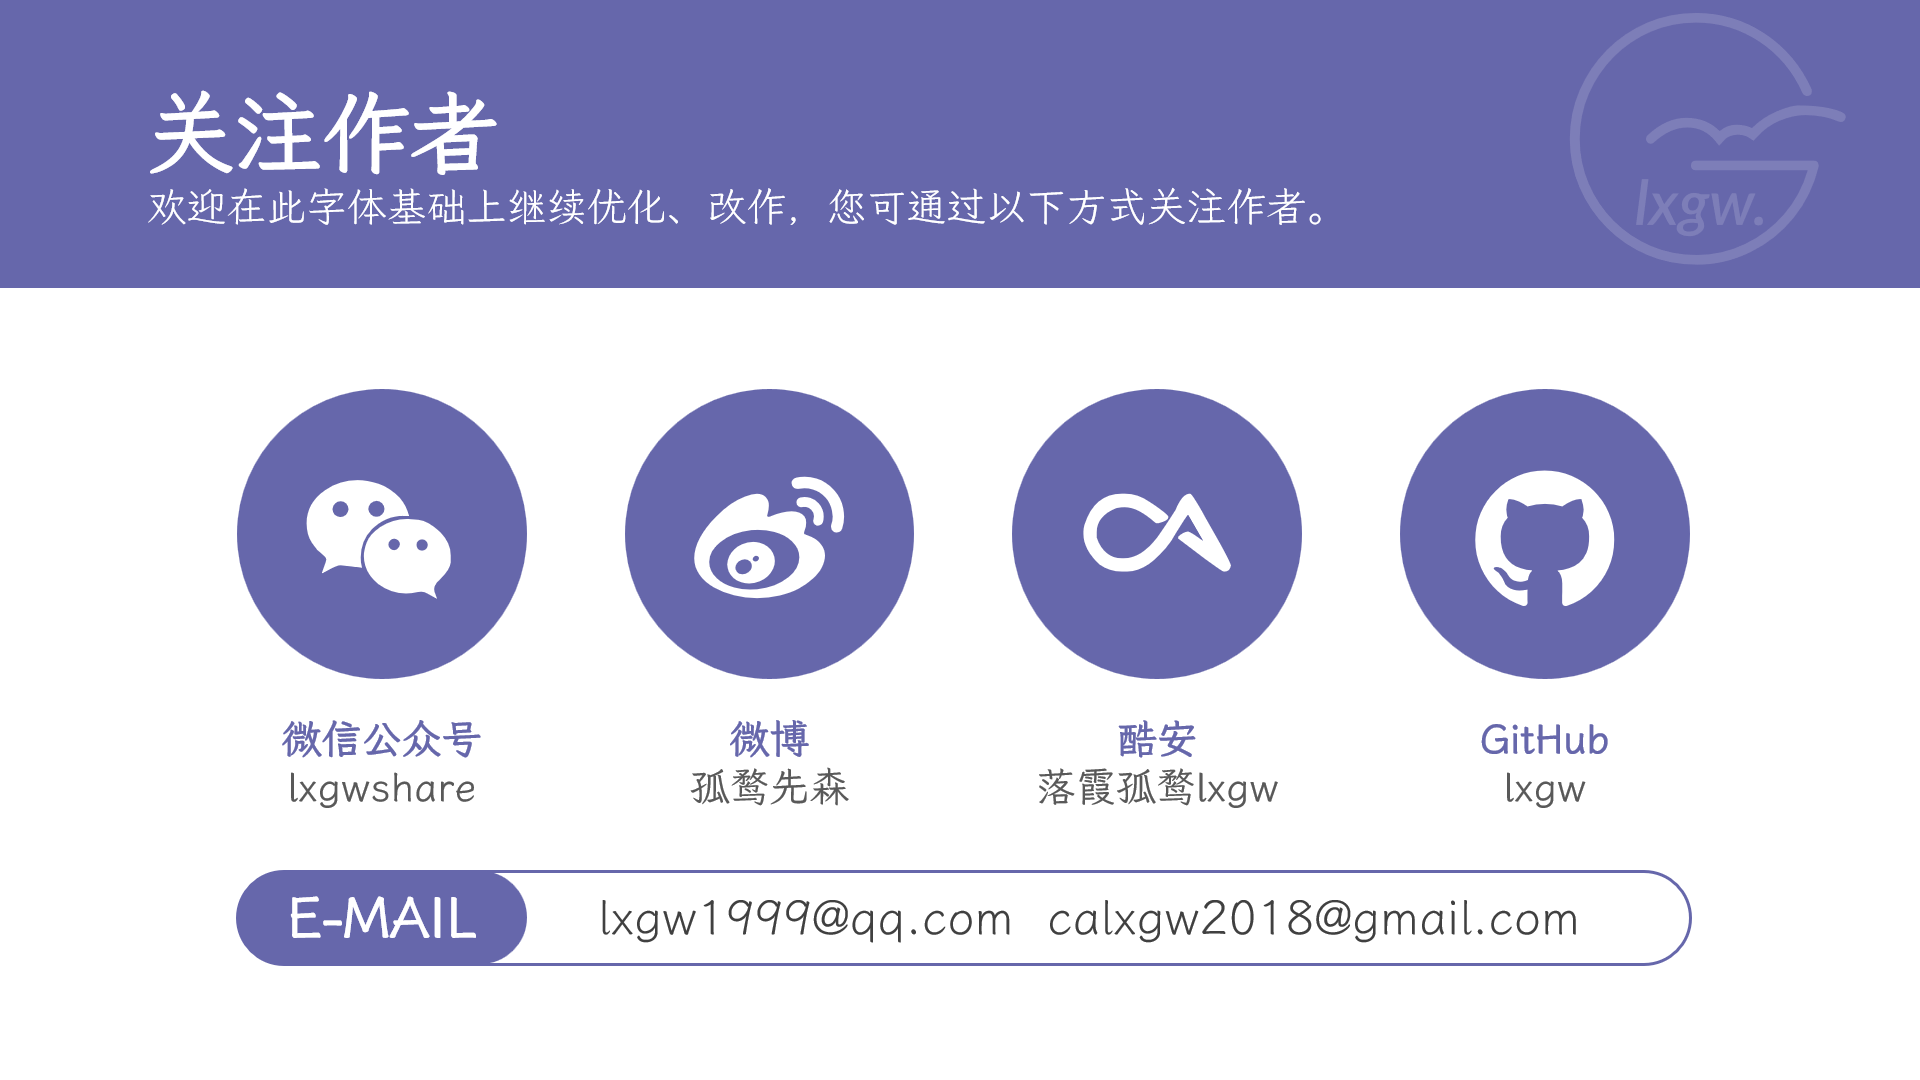 关注作者
欢迎在此字体基础上继续优化、改作，您可通过以下方式关注作者。
lxgw.
微信公众号
lxgwshare
微博
孤鹜先森
酷安
落霞孤鹜lxgw
GitHub
lxgw
E-MAIL
lxgw1999@qq.com calxgw2018@gmail.com